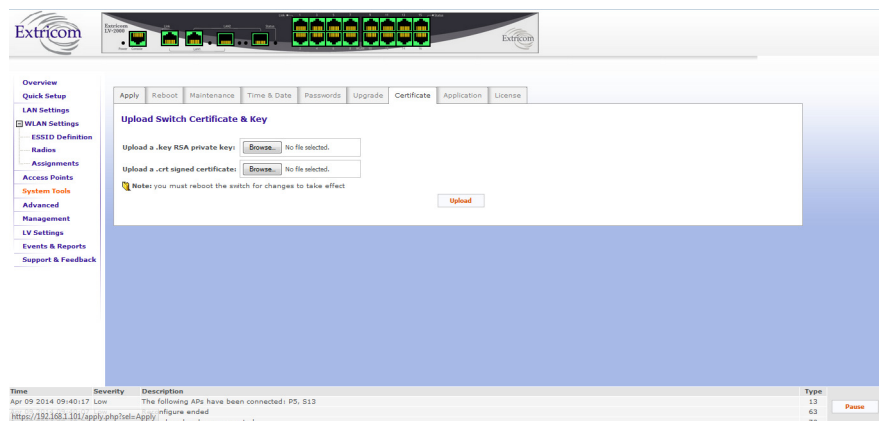 Extricom
Extricom
LV-2800
Extricom
Overview
Quick Setup
LAN Settings
WLAN Settings
ESSID Definition
Radios
Assignments
Access Points
System Tools
Advanced
Management
LV Settings
Events & Reports
Support & Feedback
Apply Reboot Maintenance Time & Date Passwords Upgrade Certificate Application License
Upload Switch Certificate & Key
Upload a .key RSA private key: Browse... No file selected.
Upload a .crt signed certificate: Browse... No file selected.
Note: you must reboot the switch for changes to take effect
Upload
Time Severity Description Type
Apr 09 2014 09:40:17 Low The following APs have been connected: P5, S13 13
nfigure ended 63
Pause
https://192.168.1.101/apply.php?sel=Apply